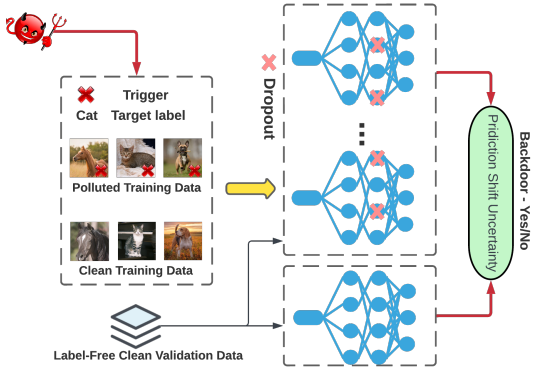 Trigger
Cat Target label
Polluted Training Data
Clean Training Data
Label-Free Clean Validation Data
Dropout
...
Pridiction Shift Uncertainty
Backdoor - Yes/No